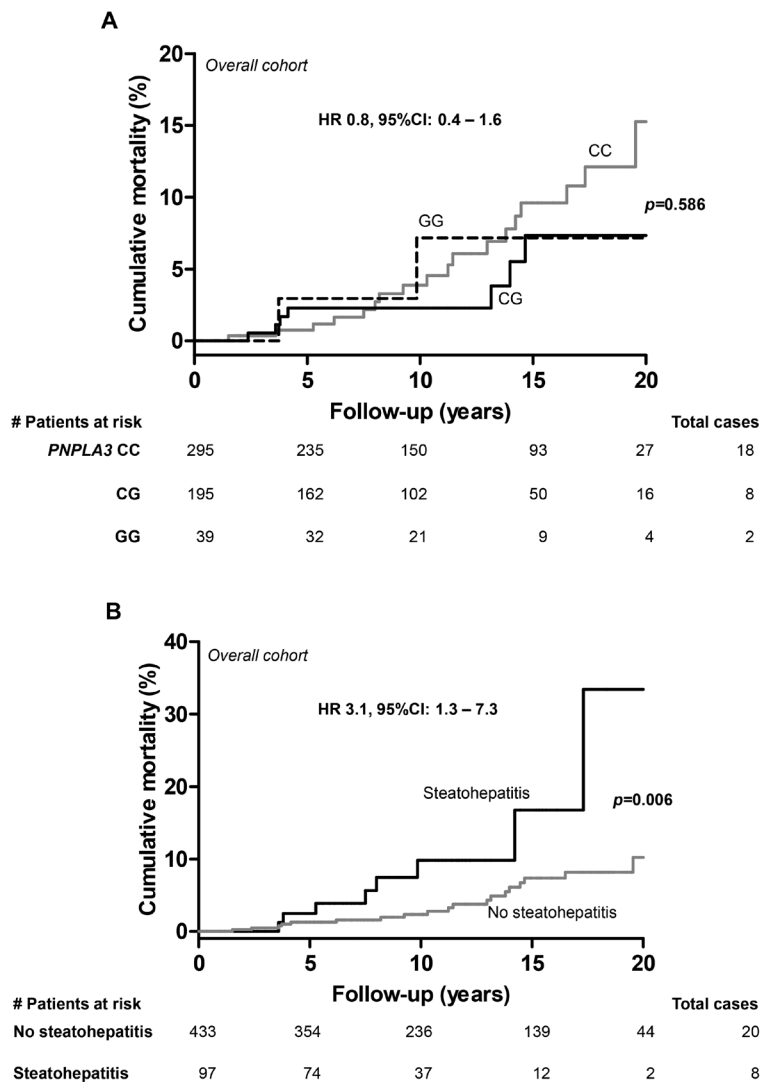 A
Overall cohort
HR 0.8, 95%CI: 0.4 – 1.6
CC
GG
CG
p=0.586
Cumulative mortality (%)
20
15
10
5
0
0 5 10 15 20
Follow-up (years)
# Patients at risk Total cases
PNPLA3 CC 295 235 150 93 27 18
CG 195 162 102 50 16 8
GG 39 32 21 9 4 2
B
Overall cohort
HR 3.1, 95%CI: 1.3 – 7.3
Steatohepatitis
p=0.006
No steatohepatitis
Cumulative mortality (%)
40
30
20
10
0
0 5 10 15 20
Follow-up (years)
# Patients at risk Total cases
No steatohepatitis 433 354 236 139 44 20
Steatohepatitis 97 74 37 12 2 8